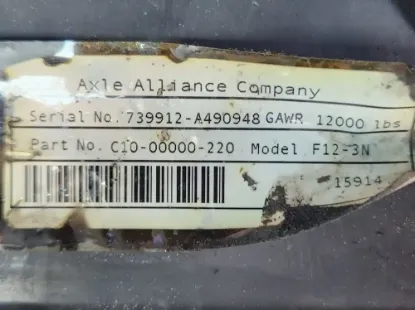 Axle Alliance Company
Serial No. 739912-A490948 GAWR 12000 lbs
Part No. C10-00000-220 Model F12-3N
15914